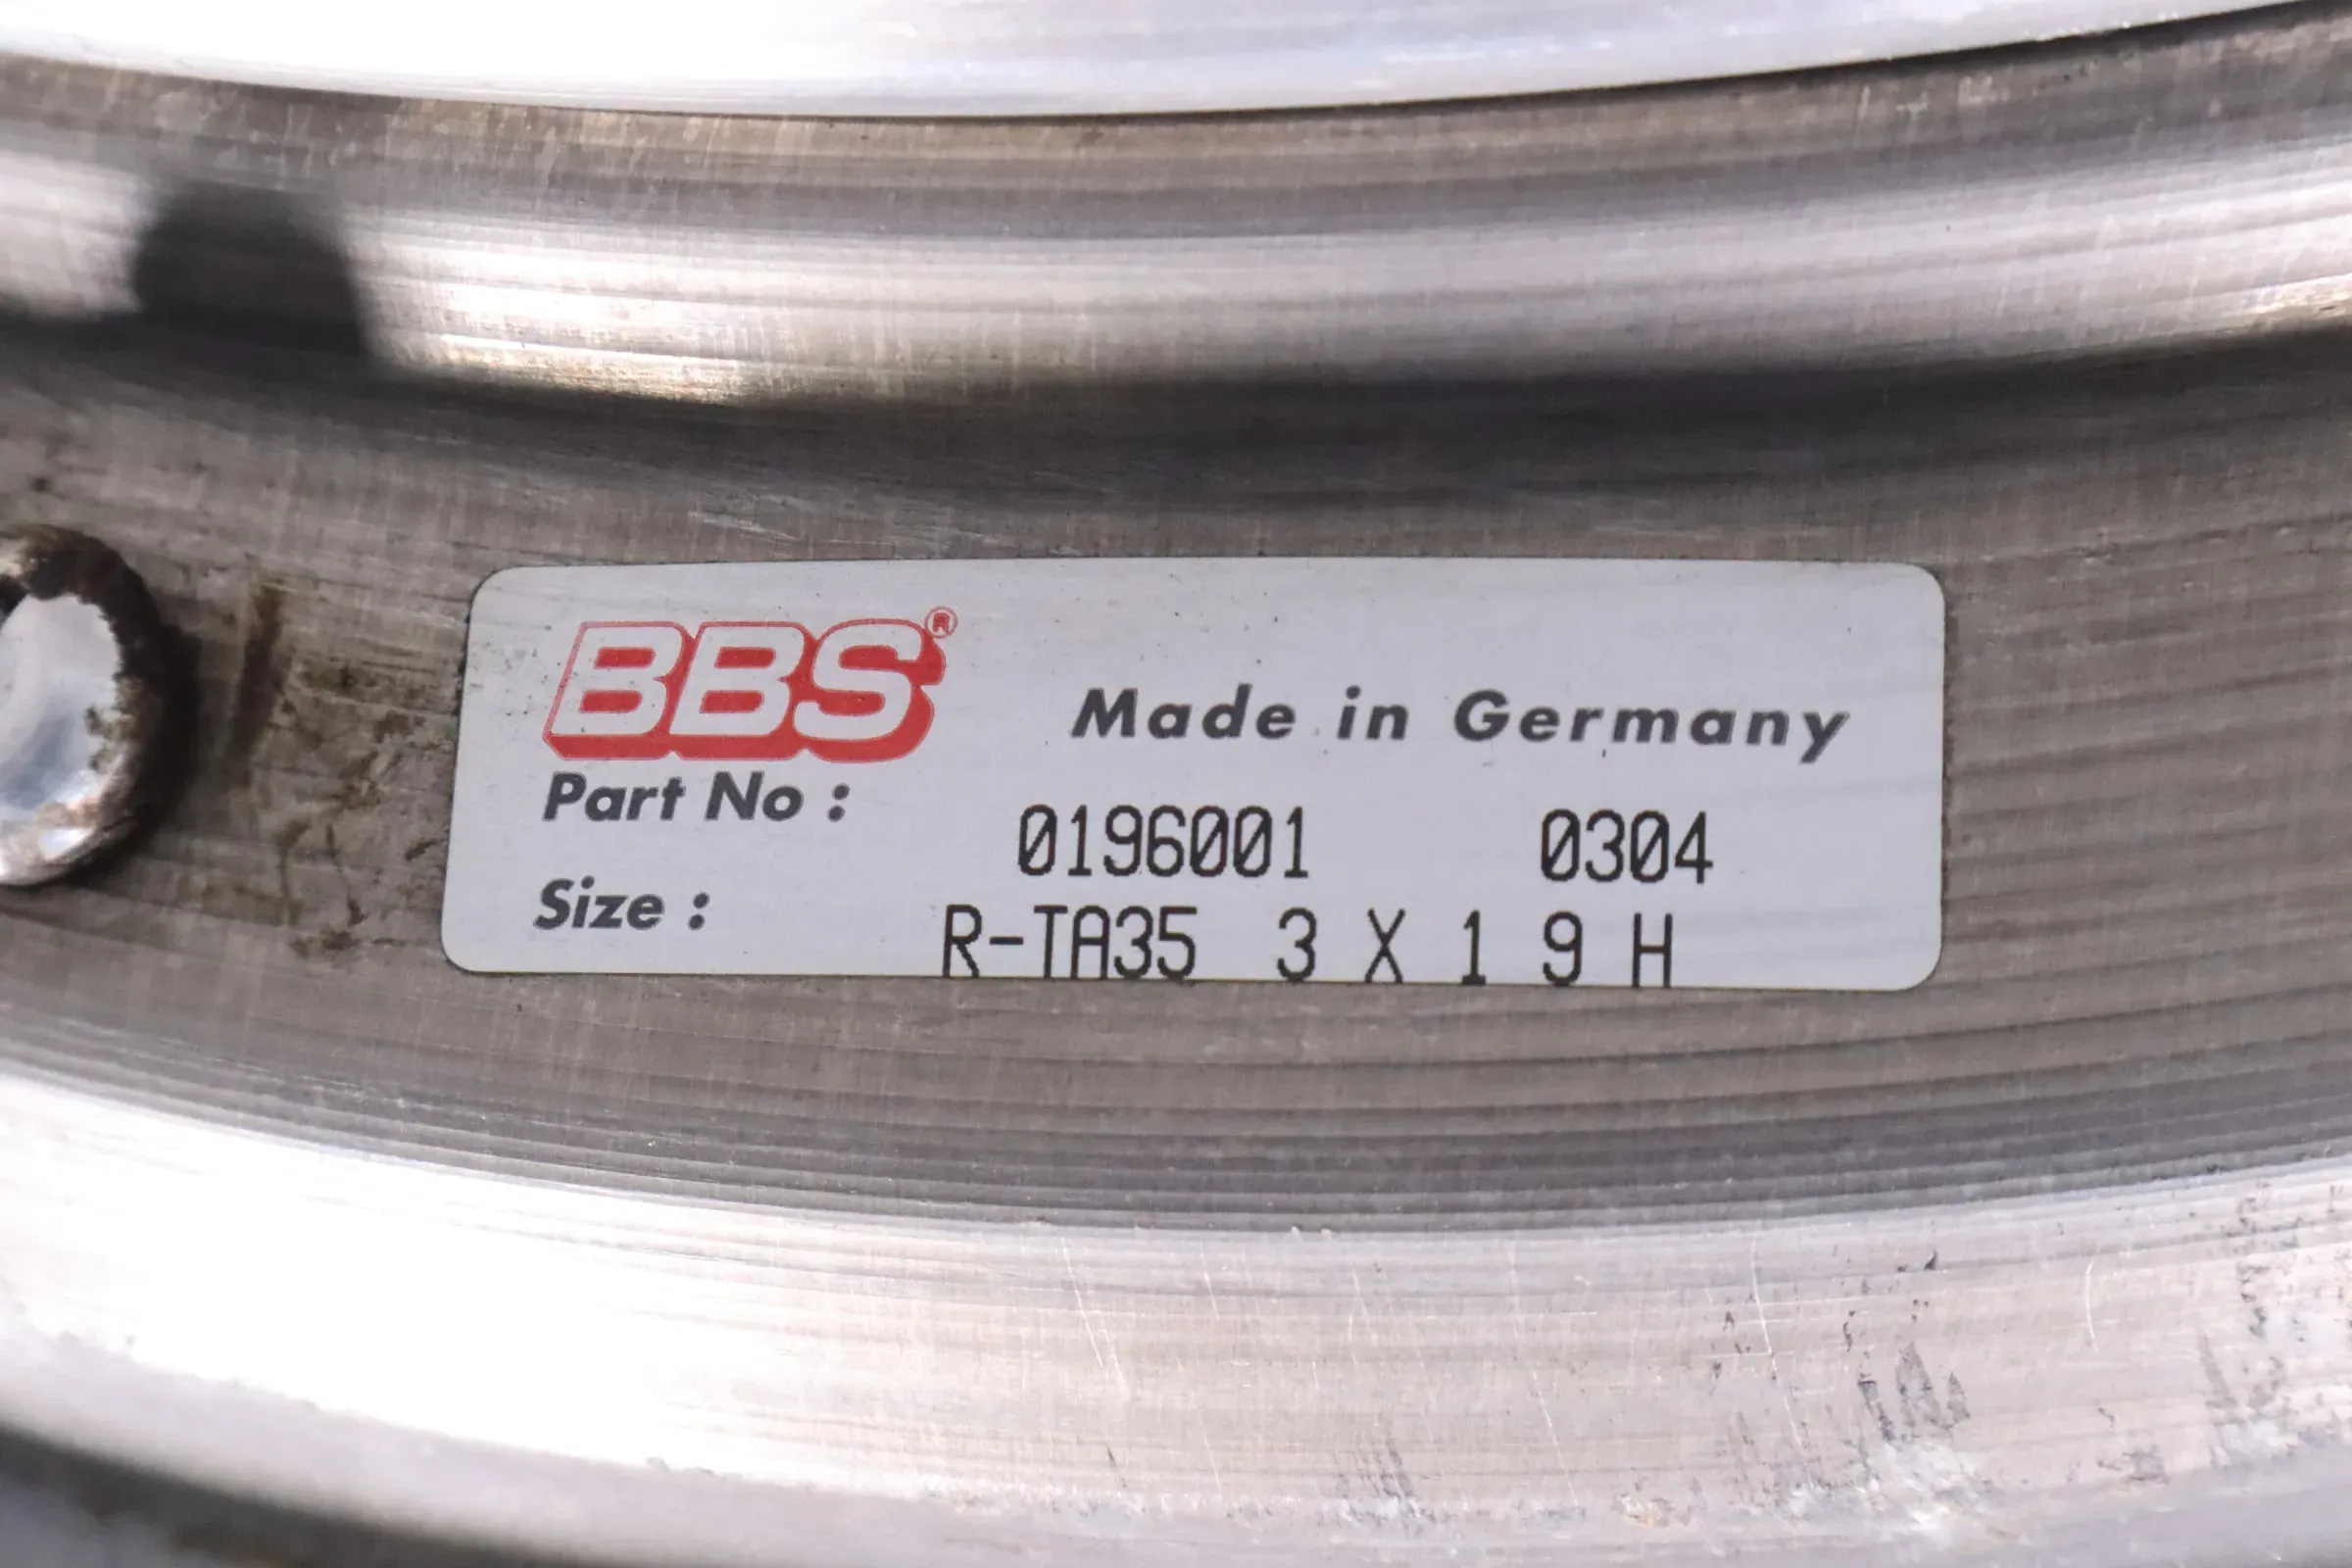 BBS®
Made in Germany
Part No : 0196001 0304
Size : R-TA35 3 X 1 9 H